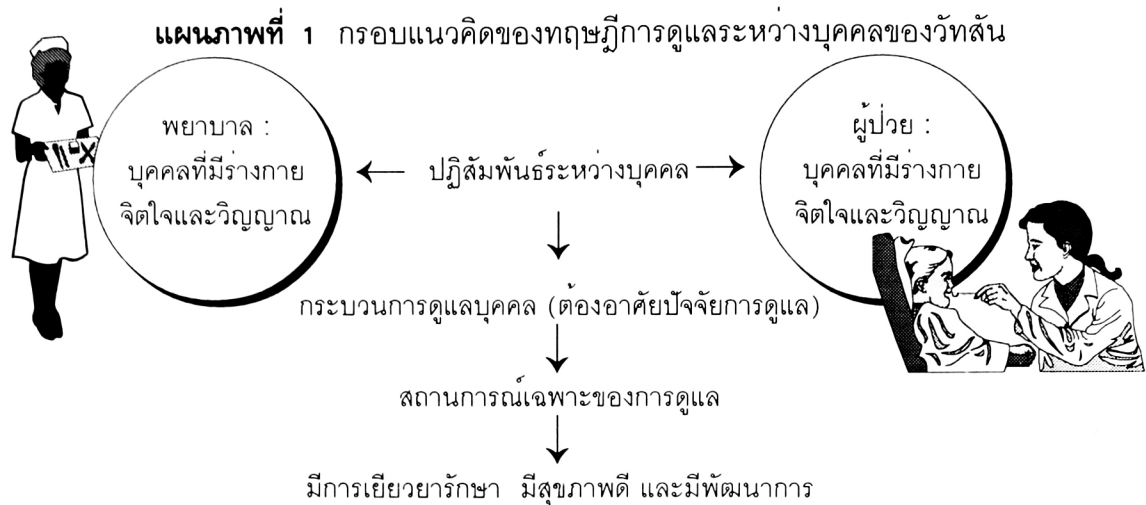 แผนภาพที่ 1 กรอบแนวคิดของทฤษฎีการดูแลระหว่างบุคคลของวัทสัน
พยาบาล :
บุคคลที่มีร่างกาย
จิตใจและวิญญาณ
ปฏิสัมพันธ์ระหว่างบุคคล
ผู้ป่วย :
บุคคลที่มีร่างกาย
จิตใจและวิญญาณ
กระบวนการดูแลบุคคล (ต้องอาศัยปัจจัยการดูแล)
สถานการณ์เฉพาะของการดูแล
มีการเยียวยารักษา มีสุขภาพดี และมีพัฒนาการ